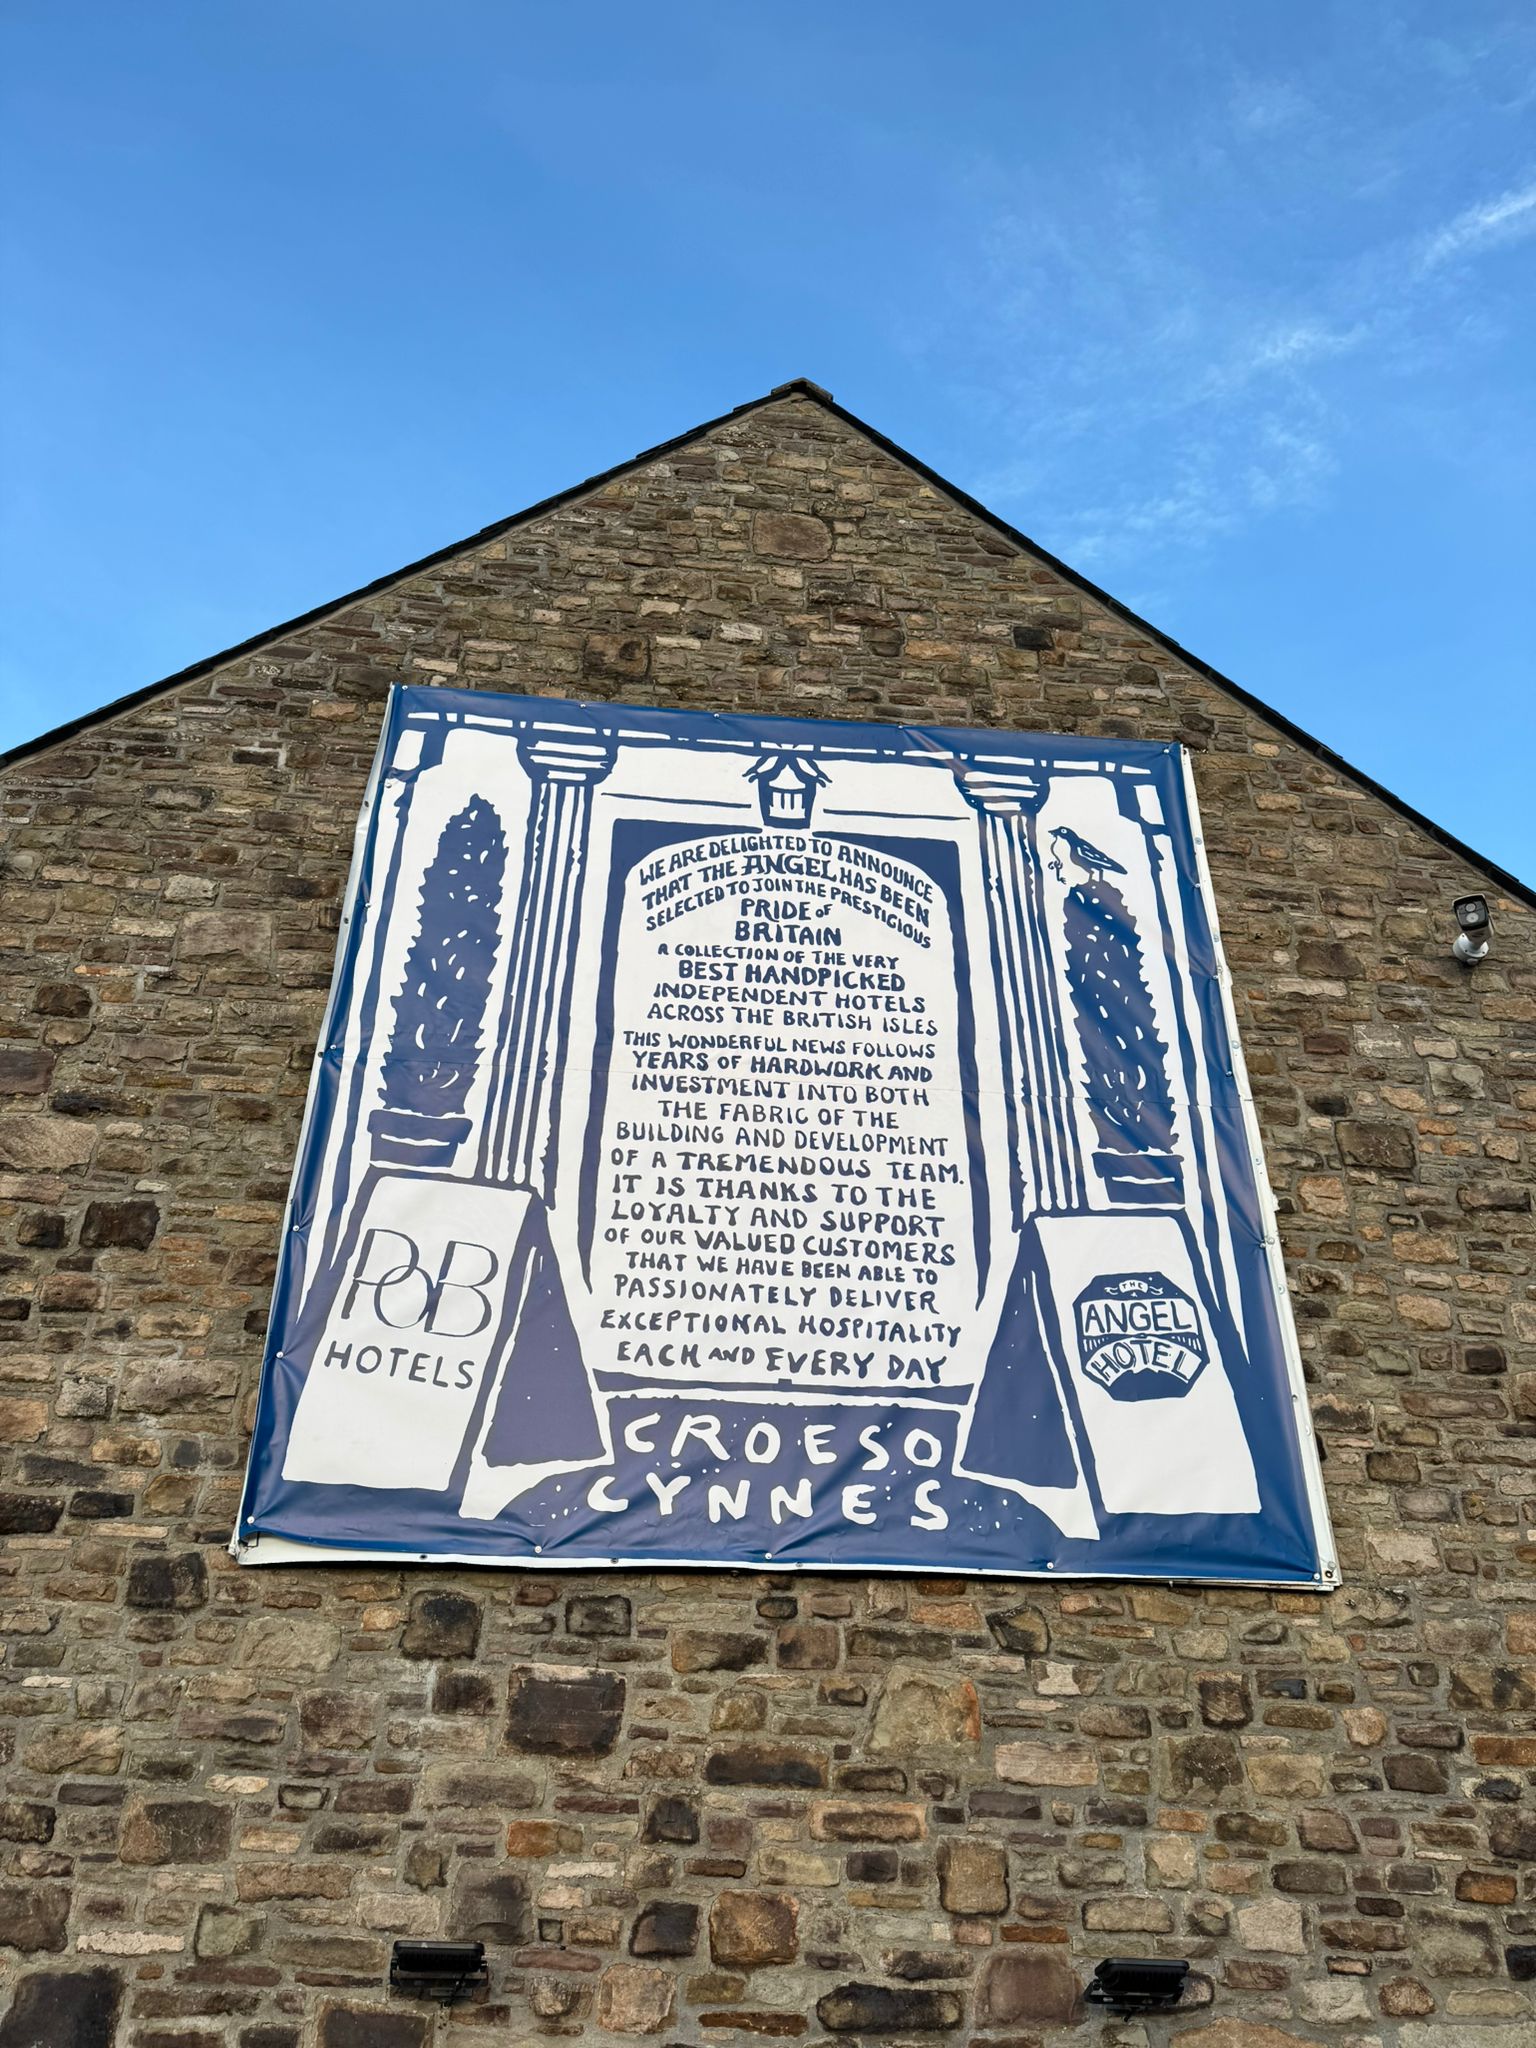 WE ARE DELIGHTED TO ANNOUNCE
THAT THE ANGEL HAS BEEN
SELECTED TO JOIN THE PRESTIGIOUS
PRIDE OF
BRITAIN
A COLLECTION OF THE VERY
BEST HANDPICKED
INDEPENDENT HOTELS
ACROSS THE BRITISH ISLES
THIS WONDERFUL NEWS FOLLOWS
YEARS OF HARDWORK AND
INVESTMENT INTO BOTH
THE FABRIC OF THE
BUILDING AND DEVELOPMENT
OF A TREMENDOUS TEAM.
IT IS THANKS TO THE
LOYALTY AND SUPPORT
OF OUR VALUED CUSTOMERS
THAT WE HAVE BEEN ABLE TO
PASSIONATELY DELIVER
EXCEPTIONAL HOSPITALITY
EACH AND EVERY DAY
POB
HOTELS
THE
ANGEL
HOTEL
CROESO
CYNNES